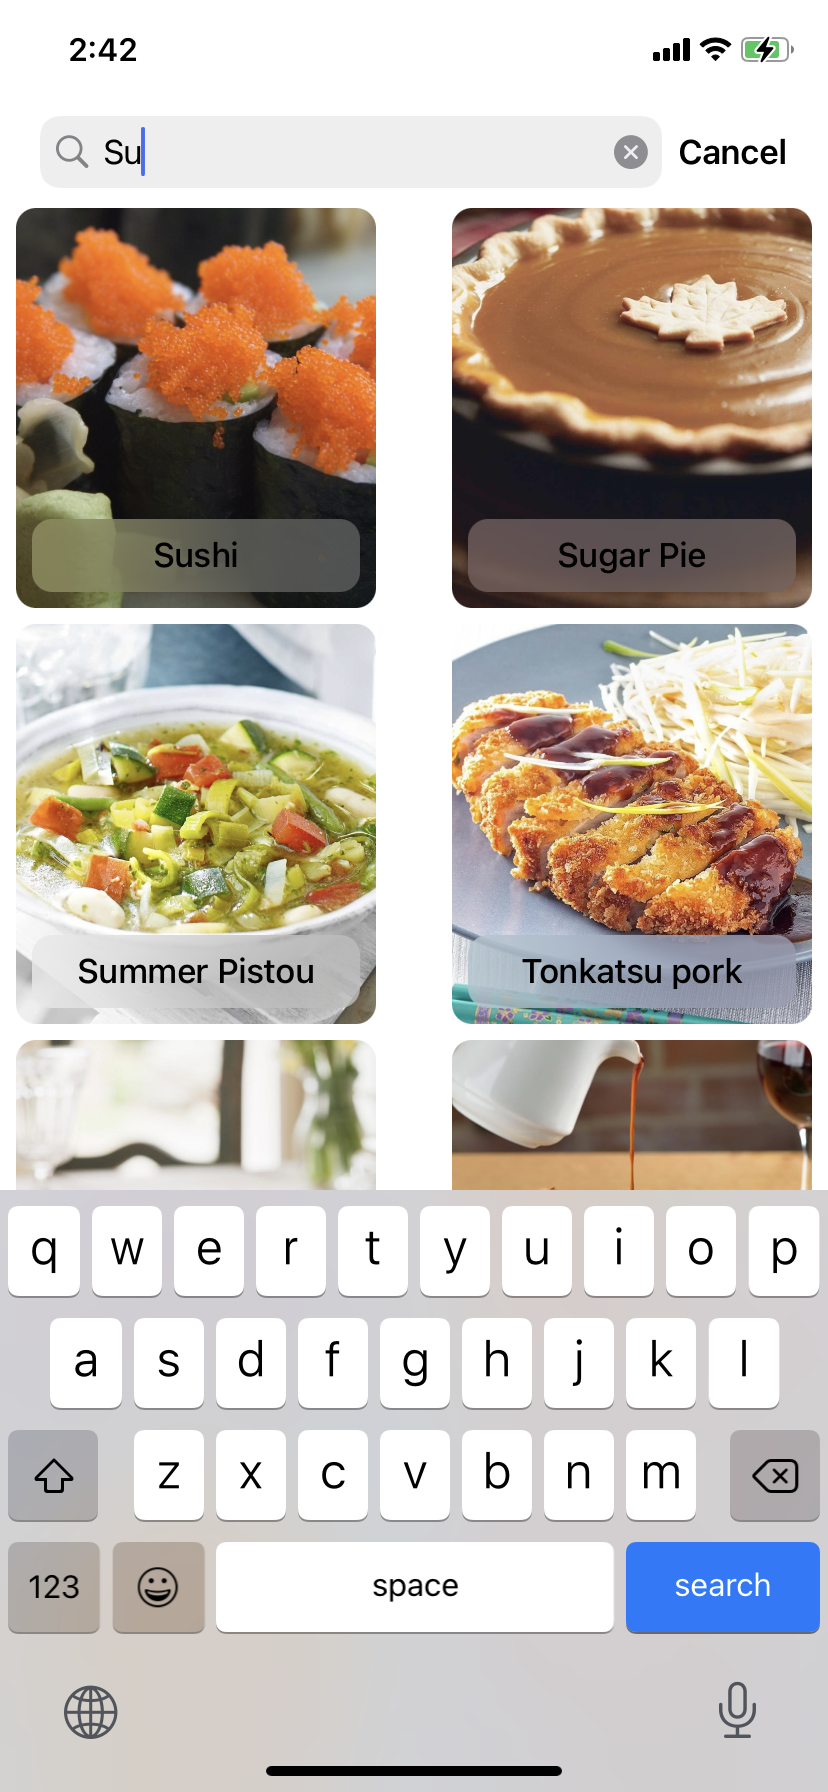 2:42
Su
Cancel
Sushi
Sugar Pie
Summer Pistou
Tonkatsu pork
q w e r t y u i o p
a s d f g h j k l
z x c v b n m
123 space search